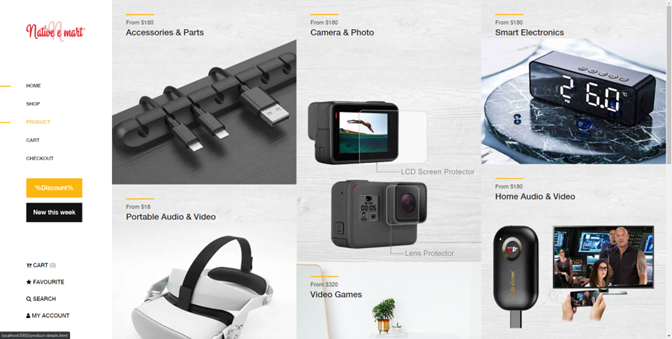 Native e mart
HOME
SHOP
PRODUCT
CART
CHECKOUT
%Discount%
New this week
CART (0)
FAVOURITE
SEARCH
MY ACCOUNT
localhost:3000/product-details.html
From $180
Accessories & Parts
From $18
Portable Audio & Video
From $180
Camera & Photo
LCD Screen Protector
Lens Protector
From $320
Video Games
From $180
Smart Electronics
26.0
From $180
Home Audio & Video